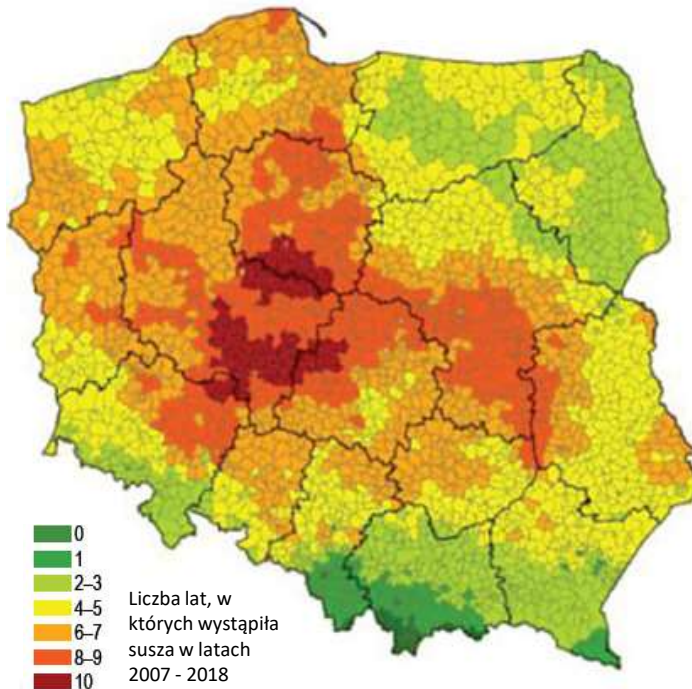 0
1
2–3
4–5
6–7
8–9
10
Liczba lat, w
których wystąpiła
susza w latach
2007 - 2018